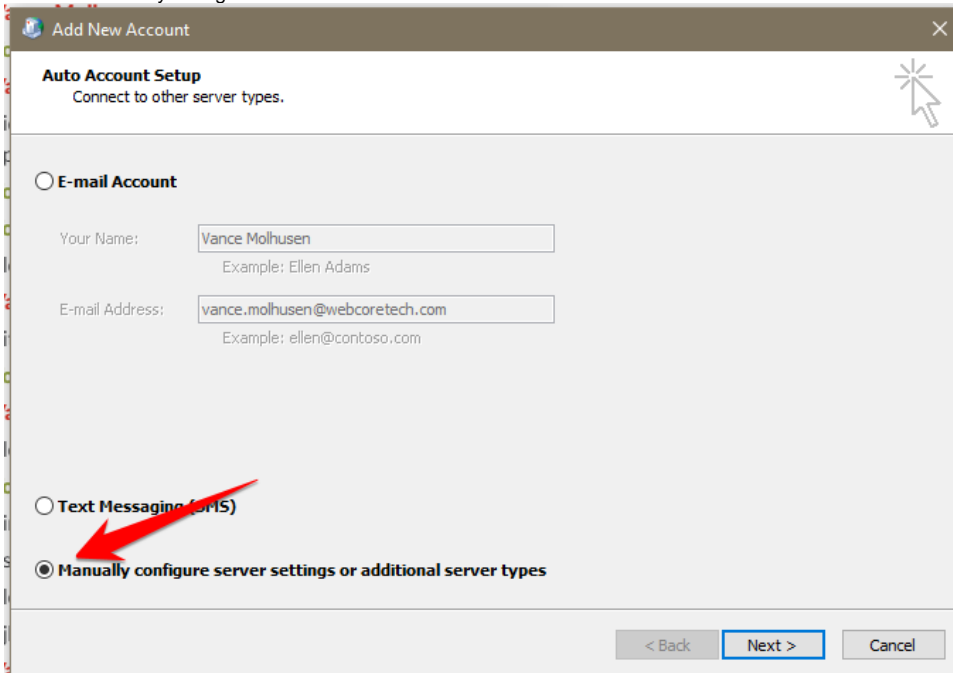 Add New Account
Auto Account Setup
Connect to other server types.
E-mail Account
Your Name: Vance Molhusen
Example: Ellen Adams
E-mail Address: vance.molhusen@webcoretech.com
Example: ellen@contoso.com
Text Messaging (SMS)
Manually configure server settings or additional server types
< Back Next > Cancel